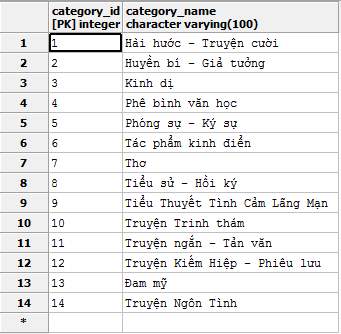 category_id category_name
[PK] integer character varying(100)
1 1 Hài hước - Truyện cười
2 2 Huyền bí - Giả tưởng
3 3 Kinh dị
4 4 Phê bình văn học
5 5 Phóng sự - Ký sự
6 6 Tác phẩm kinh điển
7 7 Thơ
8 8 Tiểu sử - Hồi ký
9 9 Tiểu Thuyết Tình Cảm Lãng Mạn
10 10 Truyện Trinh thám
11 11 Truyện ngắn - Tản văn
12 12 Truyện Kiếm Hiệp - Phiêu lưu
13 13 Đam mỹ
14 14 Truyện Ngôn Tình
*